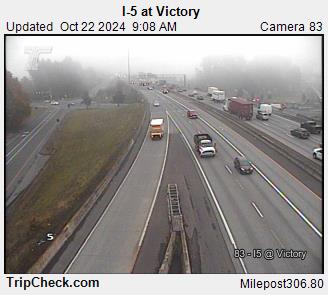 I-5 at Victory
Updated Oct 22 2024 9:08 AM
Camera 83
83 - I5 @ Victory
TripCheck.com
Milepost306.80